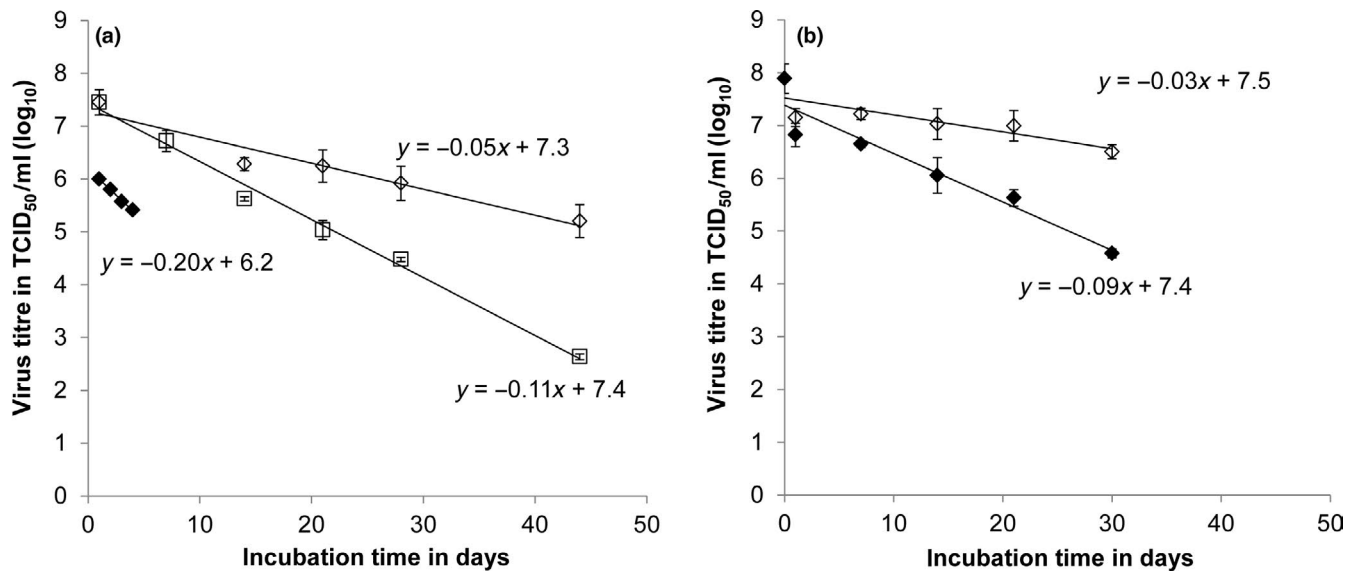 (a)
Virus titre in TCID50/ml (log10)
9
8
7
6
5
4
3
2
1
0
y = –0.05x + 7.3
y = –0.20x + 6.2
y = –0.11x + 7.4
0 10 20 30 40 50
Incubation time in days
(b)
Virus titre in TCID50/ml (log10)
9
8
7
6
5
4
3
2
1
0
y = –0.03x + 7.5
y = –0.09x + 7.4
0 10 20 30 40 50
Incubation time in days